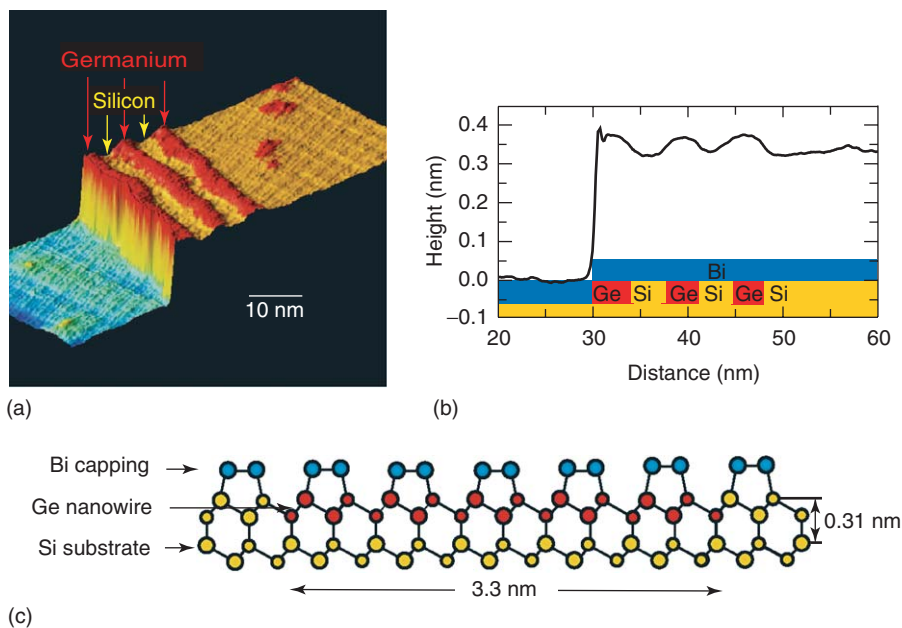 Germanium
Silicon
10 nm
(a)
0.4
0.3
0.2
0.1
0.0
−0.1
Height (nm)
Bi
Ge Si Ge Si Ge Si
20 30 40 50 60
Distance (nm)
(b)
Bi capping
Ge nanowire
Si substrate
0.31 nm
3.3 nm
(c)